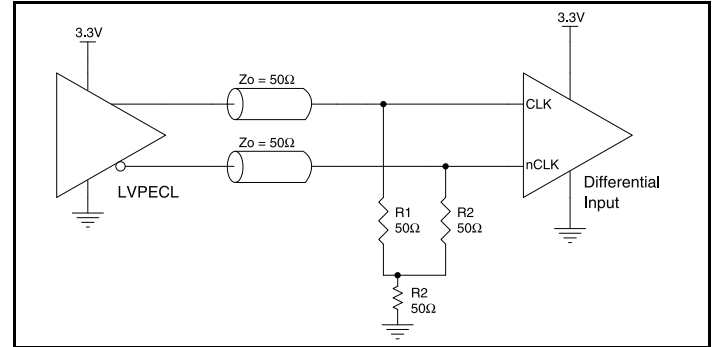 3.3V
3.3V
Zo = 50Ω
CLK
Zo = 50Ω
nCLK
LVPECL
Differential
Input
R1
50Ω
R2
50Ω
R2
50Ω